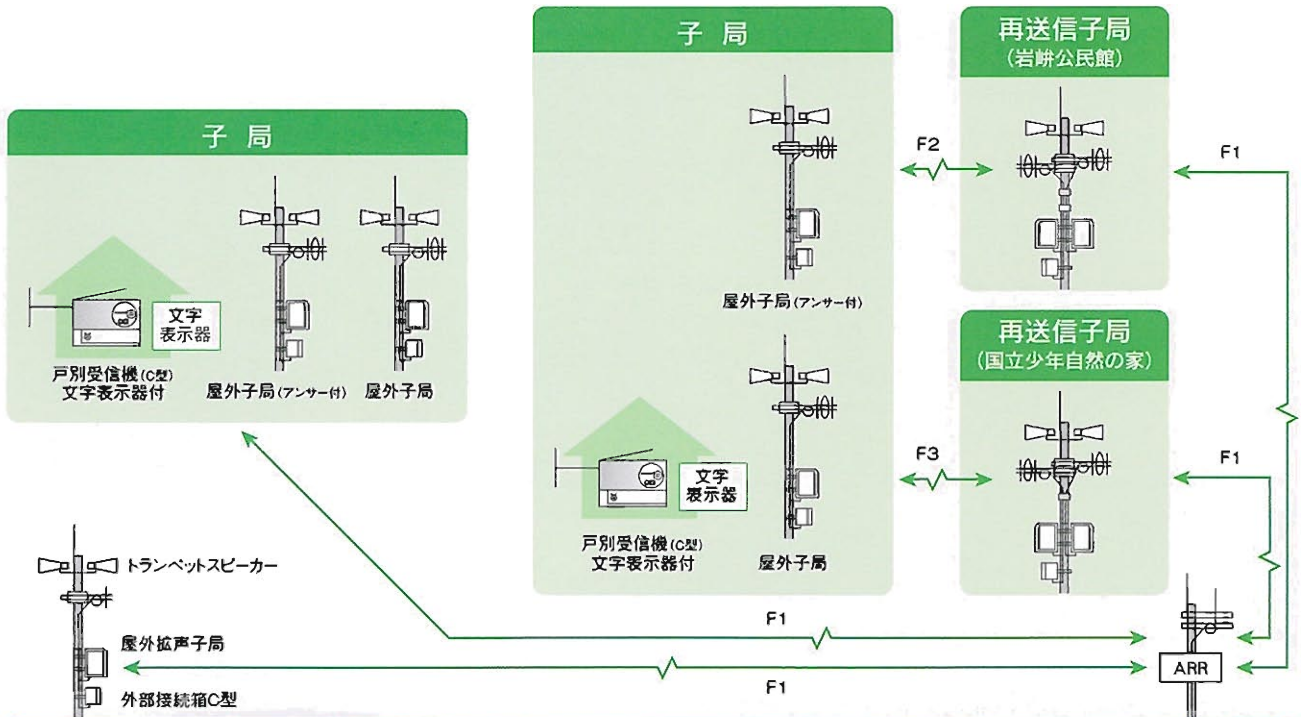 子局
文字
表示器
戸別受信機(C型)
文字表示器付
屋外子局(アンサー付)
屋外子局
子局
屋外子局(アンサー付)
文字
表示器
戸別受信機(C型)
文字表示器付
屋外子局
F2
F3
再送信子局
(岩畊公民館)
再送信子局
(国立少年自然の家)
F1
F1
トランペットスピーカー
屋外拡声子局
外部接続箱C型
F1
F1
ARR